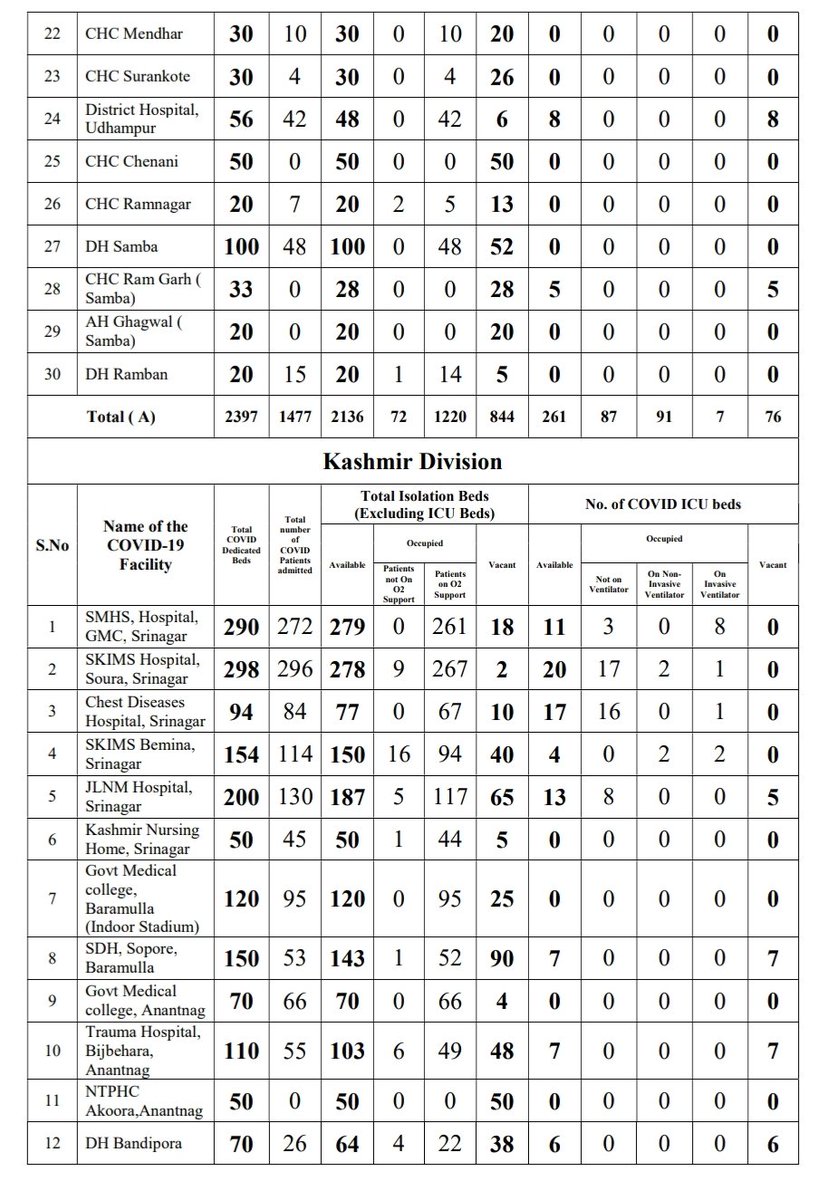 22 CHC Mendhar 30 10 30 0 10 20 0 0 0 0 0
23 CHC Surankote 30 4 30 0 4 26 0 0 0 0 0
24 District Hospital, Udhampur 56 42 48 0 42 6 8 0 0 0 8
25 CHC Chenani 50 0 50 0 0 50 0 0 0 0 0
26 CHC Ramnagar 20 7 20 2 5 13 0 0 0 0 0
27 DH Samba 100 48 100 0 48 52 0 0 0 0 0
28 CHC Ram Garh ( Samba) 33 0 28 0 0 28 5 0 0 0 5
29 AH Ghagwal ( Samba) 20 0 20 0 0 20 0 0 0 0 0
30 DH Ramban 20 15 20 1 14 5 0 0 0 0 0
Total ( A) 2397 1477 2136 72 1220 844 261 87 91 7 76
Kashmir Division
S.No
Name of the COVID-19 Facility
Total COVID Dedicated Beds
Total number of COVID Patients admitted
Total Isolation Beds (Excluding ICU Beds)
No. of COVID ICU beds
Available
Occupied
Patients not On O2 Support
Patients on O2 Support
Vacant
Available
Occupied
Not on Ventilator
On Non-Invasive Ventilator
On Invasive Ventilator
Vacant
1 SMHS, Hospital, GMC, Srinagar 290 272 279 0 261 18 11 3 0 8 0
2 SKIMS Hospital, Soura, Srinagar 298 296 278 9 267 2 20 17 2 1 0
3 Chest Diseases Hospital, Srinagar 94 84 77 0 67 10 17 16 0 1 0
4 SKIMS Bemina, Srinagar 154 114 150 16 94 40 4 0 2 2 0
5 JLNM Hospital, Srinagar 200 130 187 5 117 65 13 8 0 0 5
6 Kashmir Nursing Home, Srinagar 50 45 50 1 44 5 0 0 0 0 0
7 Govt Medical college, Baramulla (Indoor Stadium) 120 95 120 0 95 25 0 0 0 0 0
8 SDH, Sopore, Baramulla 150 53 143 1 52 90 7 0 0 0 7
9 Govt Medical college, Anantnag 70 66 70 0 66 4 0 0 0 0 0
10 Trauma Hospital, Bijbehara, Anantnag 110 55 103 6 49 48 7 0 0 0 7
11 NTPHC Akoora,Anantnag 50 0 50 0 0 50 0 0 0 0 0
12 DH Bandipora 70 26 64 4 22 38 6 0 0 0 6